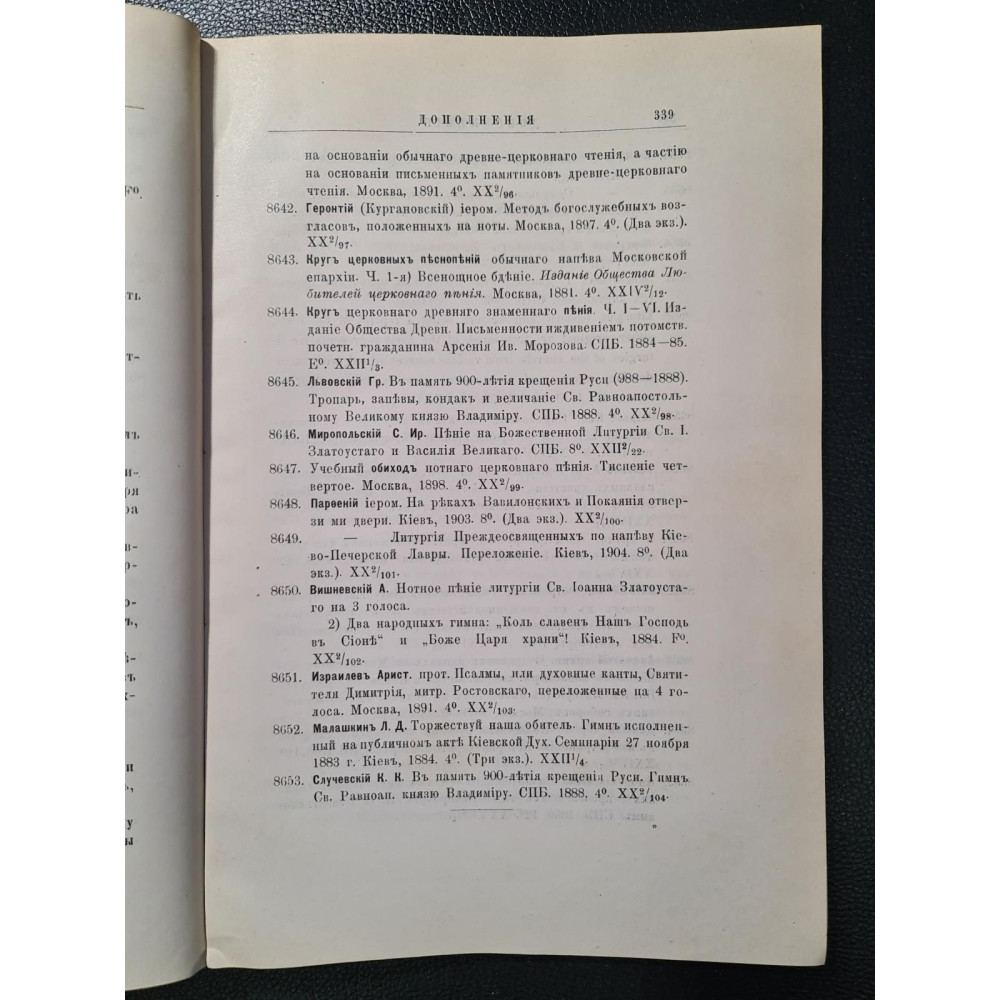 ДОПОЛНЕНІЯ 339
на основаніи обычнаго древне-церковнаго чтенія, а частію
на основаніи письменныхъ памятниковъ древне-церковнаго
чтенія. Москва, 1891. 4⁰. XX²/₉₆.
8642. Геронтій (Кургановскій) іером. Методъ богослужебныхъ воз-
гласовъ, положенныхъ на ноты. Москва, 1897. 4⁰. (Два экз.).
XX²/₉₇.
8643. Кругъ церковныхъ пѣснопѣній обычнаго напѣва Московской
епархіи. Ч. 1-я) Всенощное бдѣніе. Изданіе Общества Лю-
бителей церковнаго пѣнія. Москва, 1881. 4⁰. XXIV²/₁₂.
8644. Кругъ церковнаго древняго знаменнаго пѣнія. Ч. I—VI. Из-
даніе Общества Древн. Письменности иждивеніемъ потомств.
почетн. гражданина Арсенія Ив. Морозова. СПБ. 1884—85.
F⁰. XXII¹/₃.
8645. Львовскій Гр. Въ память 900-лѣтія крещенія Руси (988—1888).
Тропарь, запѣвы, кондак и величаніе Св. Равноапостоль-
ному Великому князю Владиміру. СПБ. 1888. 4⁰. XX²/₉₈.
8646. Миропольскій С. Ир. Пѣніе на Божественной Литургіи Св. І.
Златоустаго и Василія Великаго. СПБ. 8⁰. XXII²/₂₂.
8647. Учебный обиходъ нотнаго церковнаго пѣнія. Тисненіе чет-
вертое. Москва, 1898. 4⁰. XX²/₉₉.
8648. Парѳеній іером. На рѣкахъ Вавилонских и Покаянія отвер-
зи ми двери. Кіевъ, 1903. 8⁰. (Два экз.). XX²/₁₀₀.
8649. — Литургія Преждеосвященныхъ по напѣву Кіе-
во-Печерской Лавры. Переложеніе. Кіевъ, 1904. 8⁰. (Два
экз.). XX²/₁₀₁.
8650. Вишневскій А. Нотное пѣніе литургіи Св. Іоанна Златоуста-
го на 3 голоса.
2) Два народныхъ гимна: „Коль славенъ Нашъ Господь
въ Сіонѣ“ и „Боже Царя храни“! Кіевъ, 1884. F⁰.
XX²/₁₀₂.
8651. Израилевъ Арист. прот. Псалмы, или духовные канты, Святи-
теля Димитрія, митр. Ростовскаго, переложенные ца 4 го-
лоса. Москва, 1891. 4⁰. XX²/₁₀₃.
8652. Малашкинъ Л. Д. Торжествуй наша обитель. Гимнъ исполнен-
ный на публичномъ актѣ Кіевской Дух. Семинаріи 27 ноября
1883 г. Кіевъ, 1884. 4⁰. (Три экз.). XXII¹/₄.
8653. Случевскій К. К. Въ память 900-лѣтія крещенія Руси. Гимнъ
Св. Равноап. князю Владиміру. СПБ. 1888. 4⁰. XX²/₁₀₄.